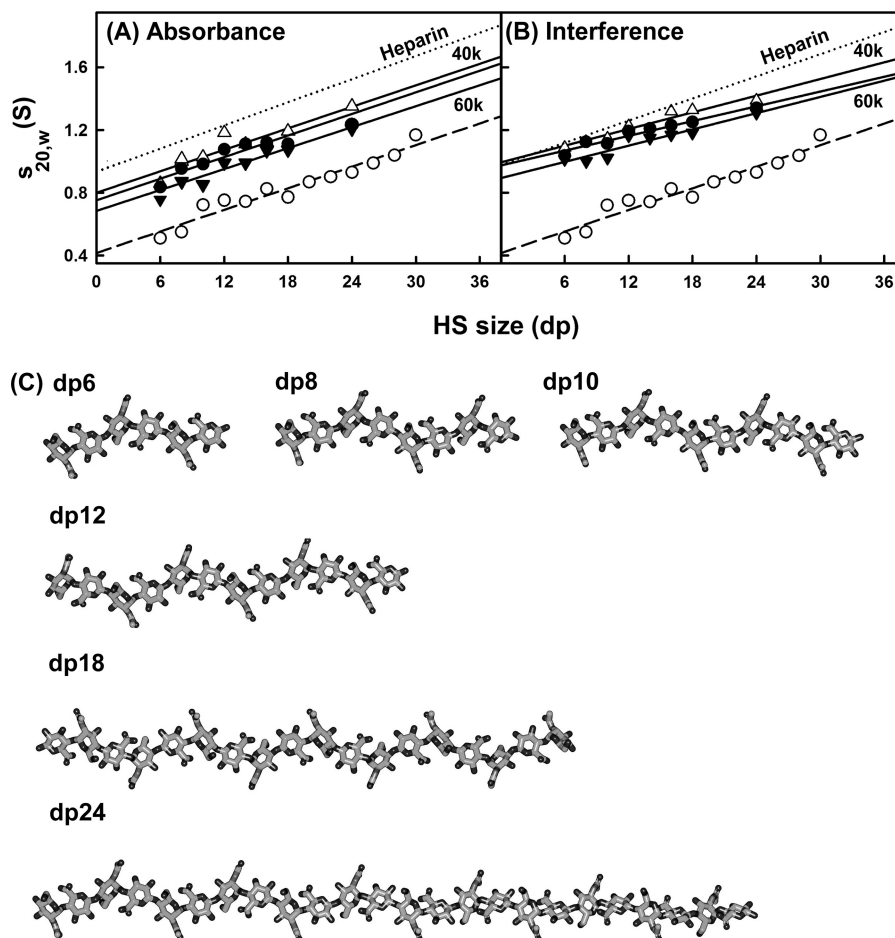 (A) Absorbance
(B) Interference
Heparin
Heparin
40k
40k
60k
60k
1.6
1.2
0.8
0.4
s20,w (S)
0 6 12 18 24 30 36
6 12 18 24 30 36
HS size (dp)
(C) dp6
dp8
dp10
dp12
dp18
dp24